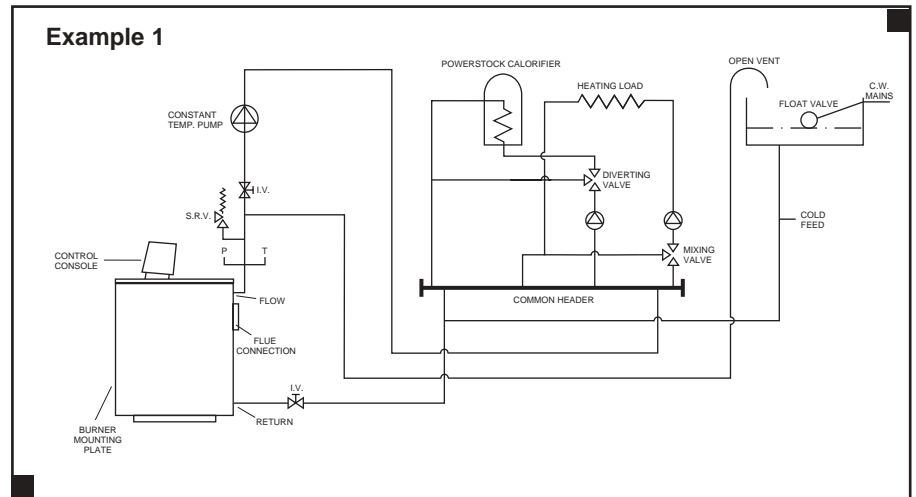 Example 1
POWERSTOCK CALORIFIER
OPEN VENT
C.W.
MAINS
HEATING LOAD
FLOAT VALVE
CONSTANT
TEMP. PUMP
DIVERTING
VALVE
I.V.
S.R.V.
COLD
FEED
P
T
MIXING
VALVE
CONTROL
CONSOLE
FLOW
COMMON HEADER
FLUE
CONNECTION
I.V.
RETURN
BURNER
MOUNTING
PLATE